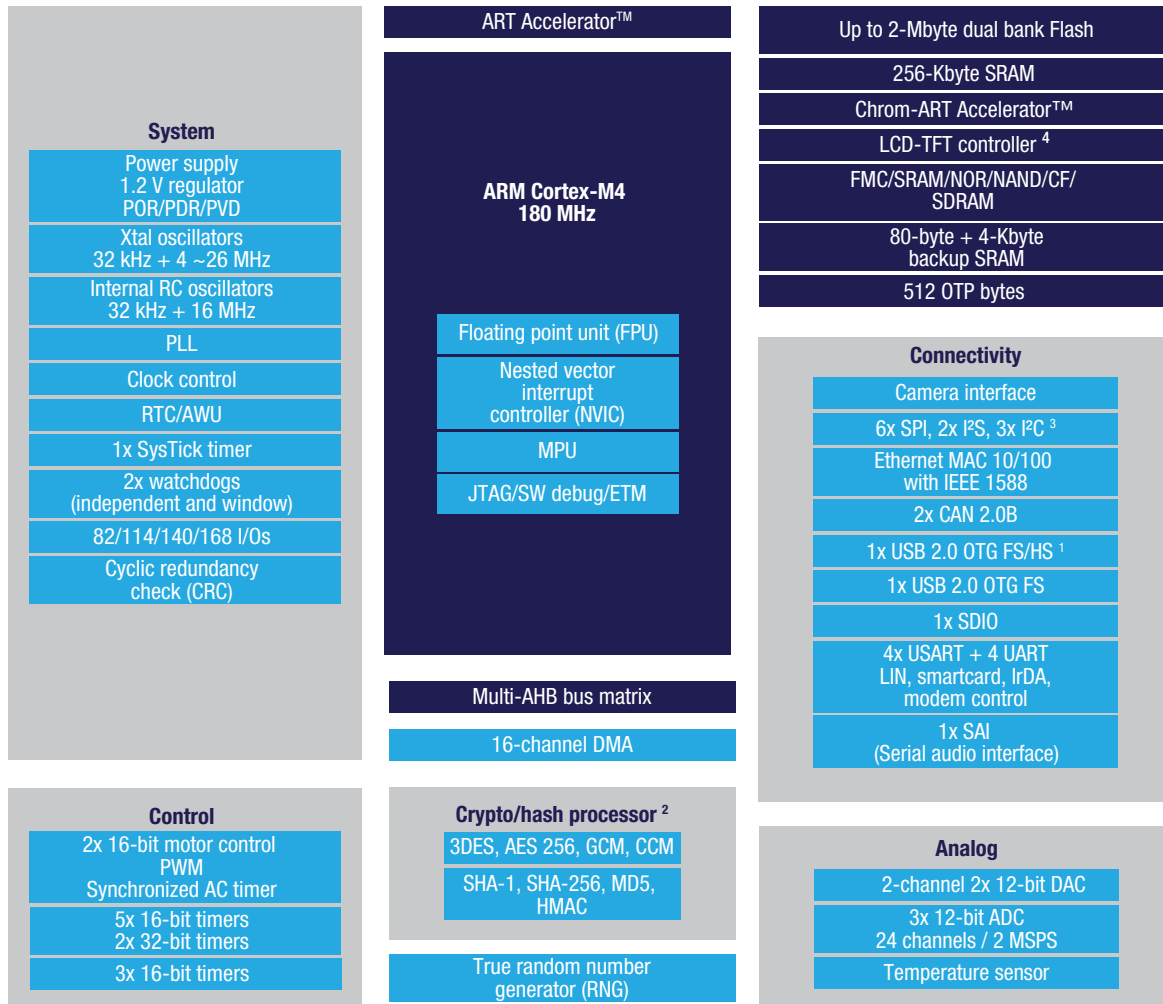 System
Power supply
1.2 V regulator
POR/PDR/PVD
Xtal oscillators
32 kHz + 4 ~26 MHz
Internal RC oscillators
32 kHz + 16 MHz
PLL
Clock control
RTC/AWU
1x SysTick timer
2x watchdogs
(independent and window)
82/114/140/168 I/Os
Cyclic redundancy
check (CRC)
Control
2x 16-bit motor control
PWM
Synchronized AC timer
5x 16-bit timers
2x 32-bit timers
3x 16-bit timers
ART Accelerator™
ARM Cortex-M4
180 MHz
Floating point unit (FPU)
Nested vector
interrupt
controller (NVIC)
MPU
JTAG/SW debug/ETM
Multi-AHB bus matrix
16-channel DMA
Crypto/hash processor ²
3DES, AES 256, GCM, CCM
SHA-1, SHA-256, MD5,
HMAC
True random number
generator (RNG)
Up to 2-Mbyte dual bank Flash
256-Kbyte SRAM
Chrom-ART Accelerator™
LCD-TFT controller ⁴
FMC/SRAM/NOR/NAND/CF/
SDRAM
80-byte + 4-Kbyte
backup SRAM
512 OTP bytes
Connectivity
Camera interface
6x SPI, 2x I²S, 3x I²C ³
Ethernet MAC 10/100
with IEEE 1588
2x CAN 2.0B
1x USB 2.0 OTG FS/HS ¹
1x USB 2.0 OTG FS
1x SDIO
4x USART + 4 UART
LIN, smartcard, IrDA,
modem control
1x SAI
(Serial audio interface)
Analog
2-channel 2x 12-bit DAC
3x 12-bit ADC
24 channels / 2 MSPS
Temperature sensor